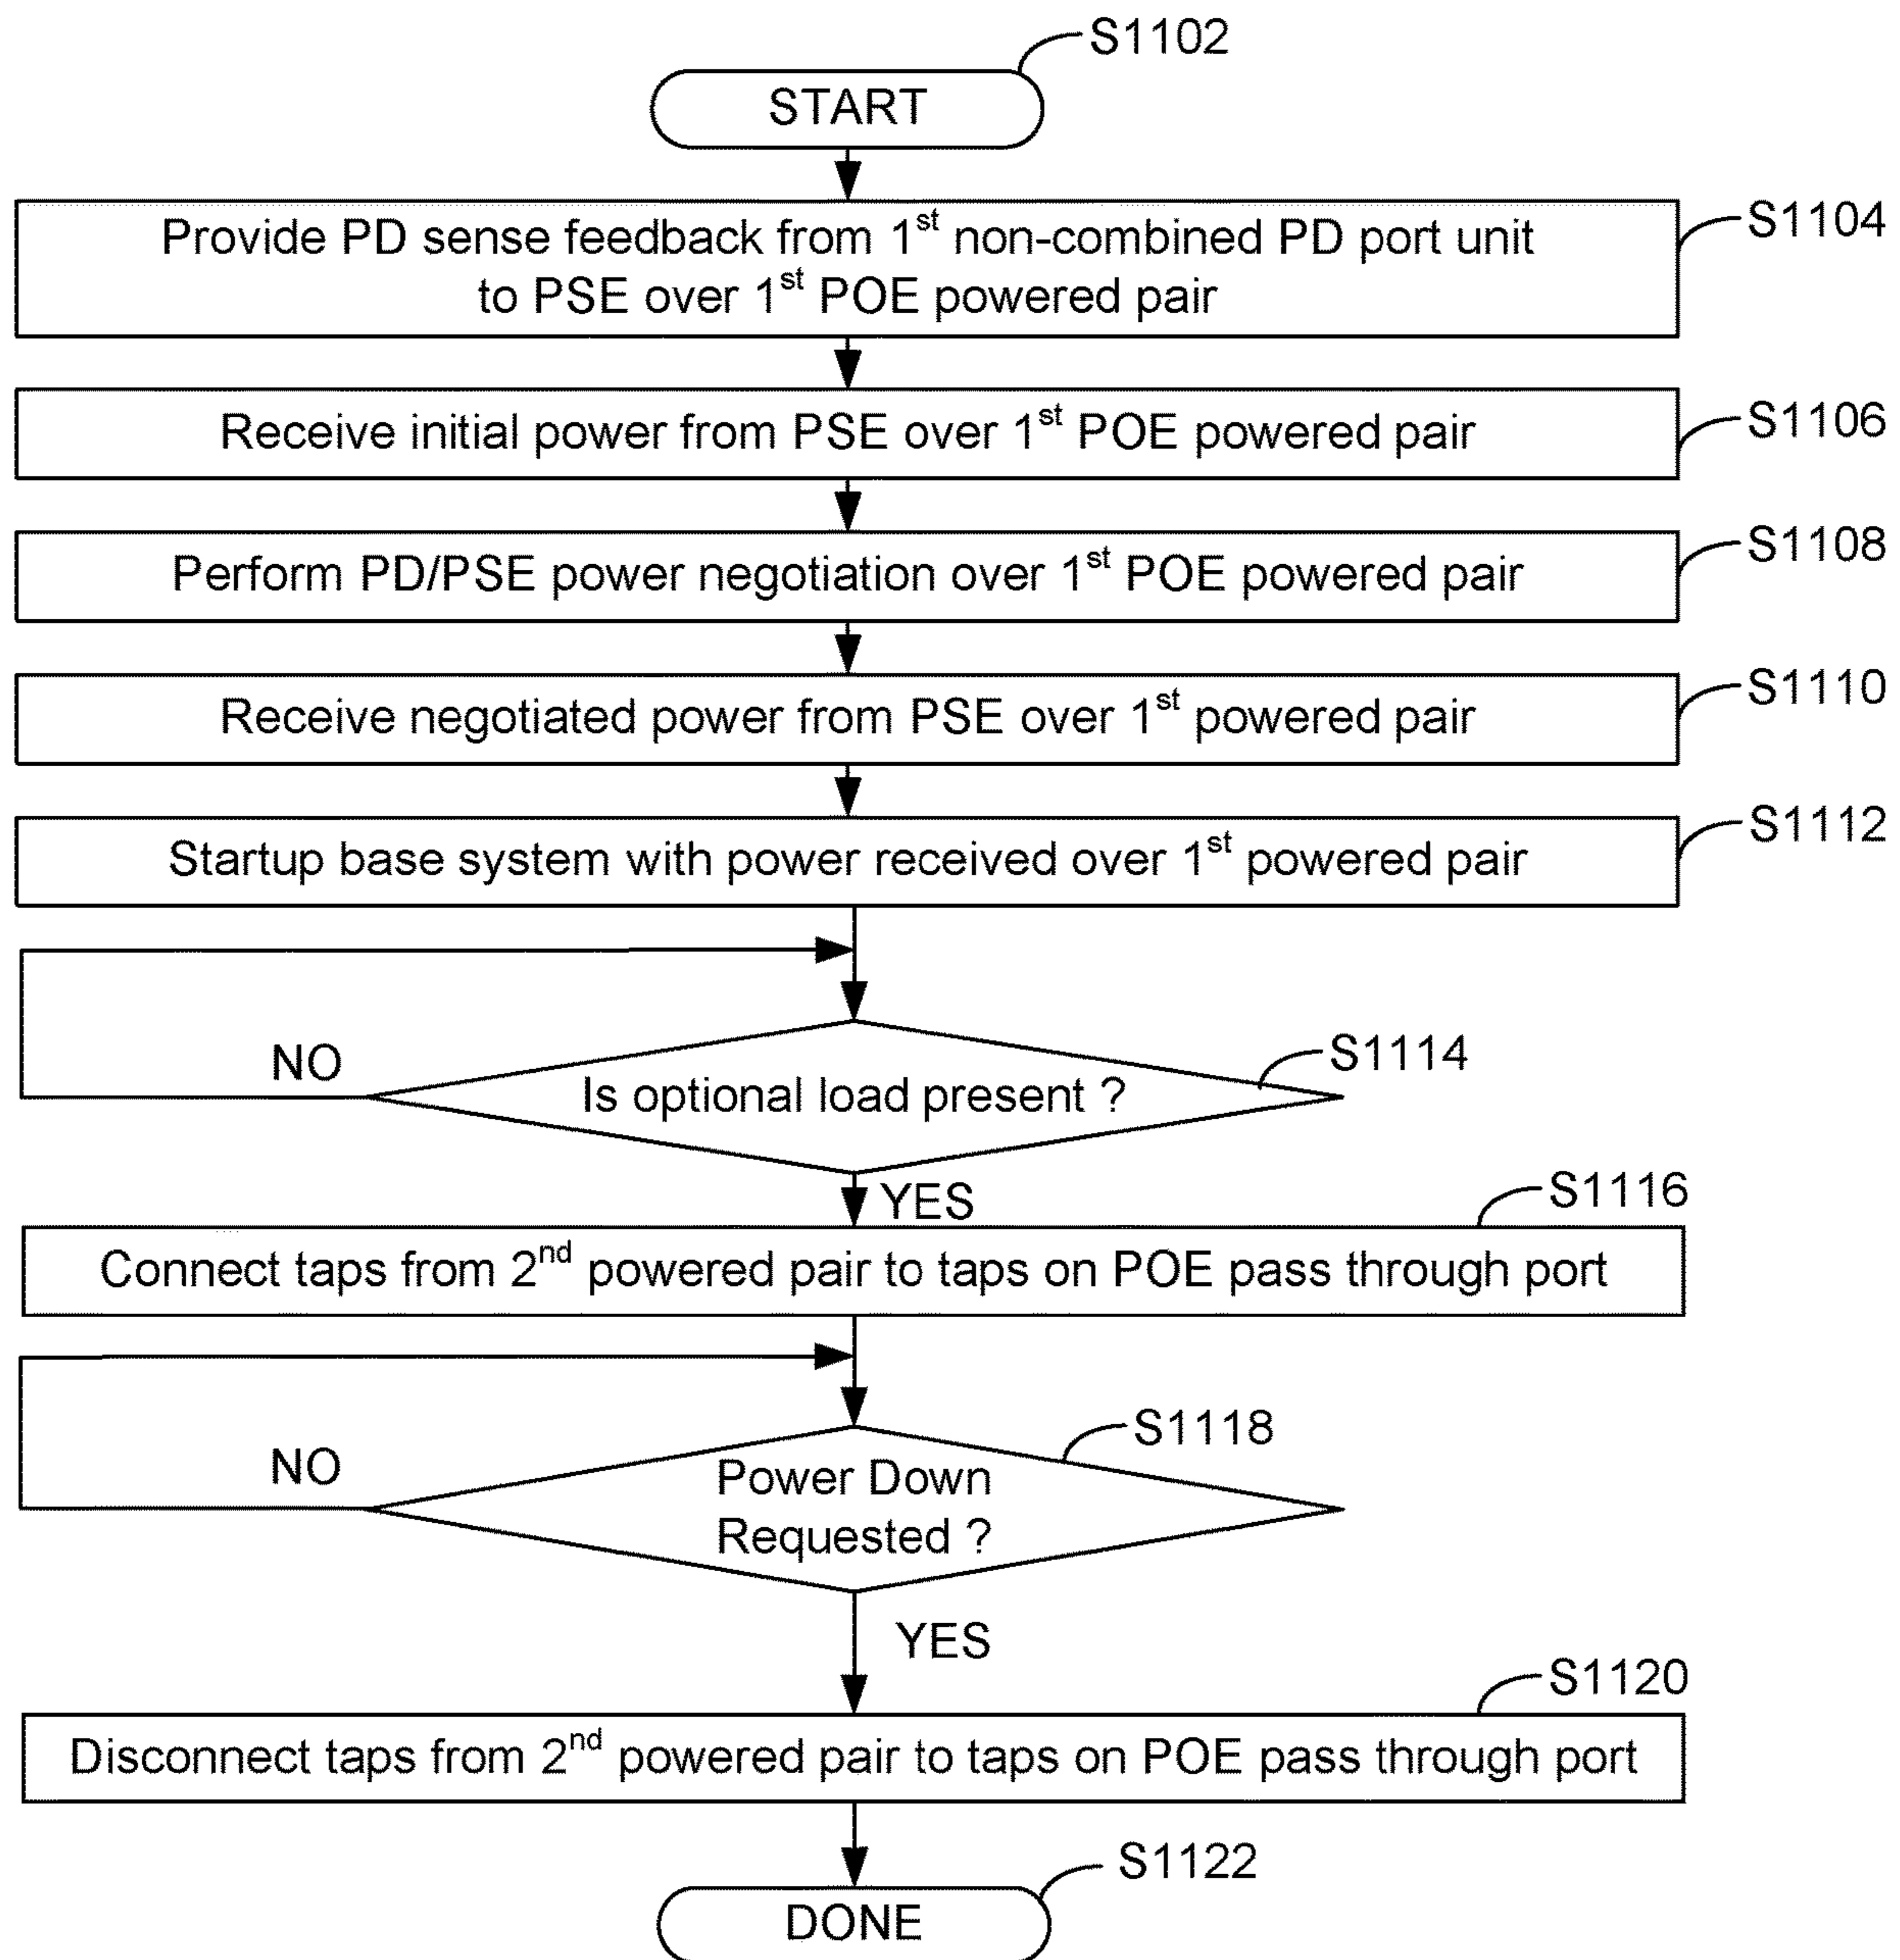 S1102
START
S1104
Provide PD sense feedback from 1st non-combined PD port unit
to PSE over 1st POE powered pair
S1106
Receive initial power from PSE over 1st POE powered pair
S1108
Perform PD/PSE power negotiation over 1st POE powered pair
S1110
Receive negotiated power from PSE over 1st powered pair
S1112
Startup base system with power received over 1st powered pair
S1114
NO
Is optional load present ?
YES
S1116
Connect taps from 2nd powered pair to taps on POE pass through port
S1118
NO
Power Down
Requested ?
YES
S1120
Disconnect taps from 2nd powered pair to taps on POE pass through port
S1122
DONE